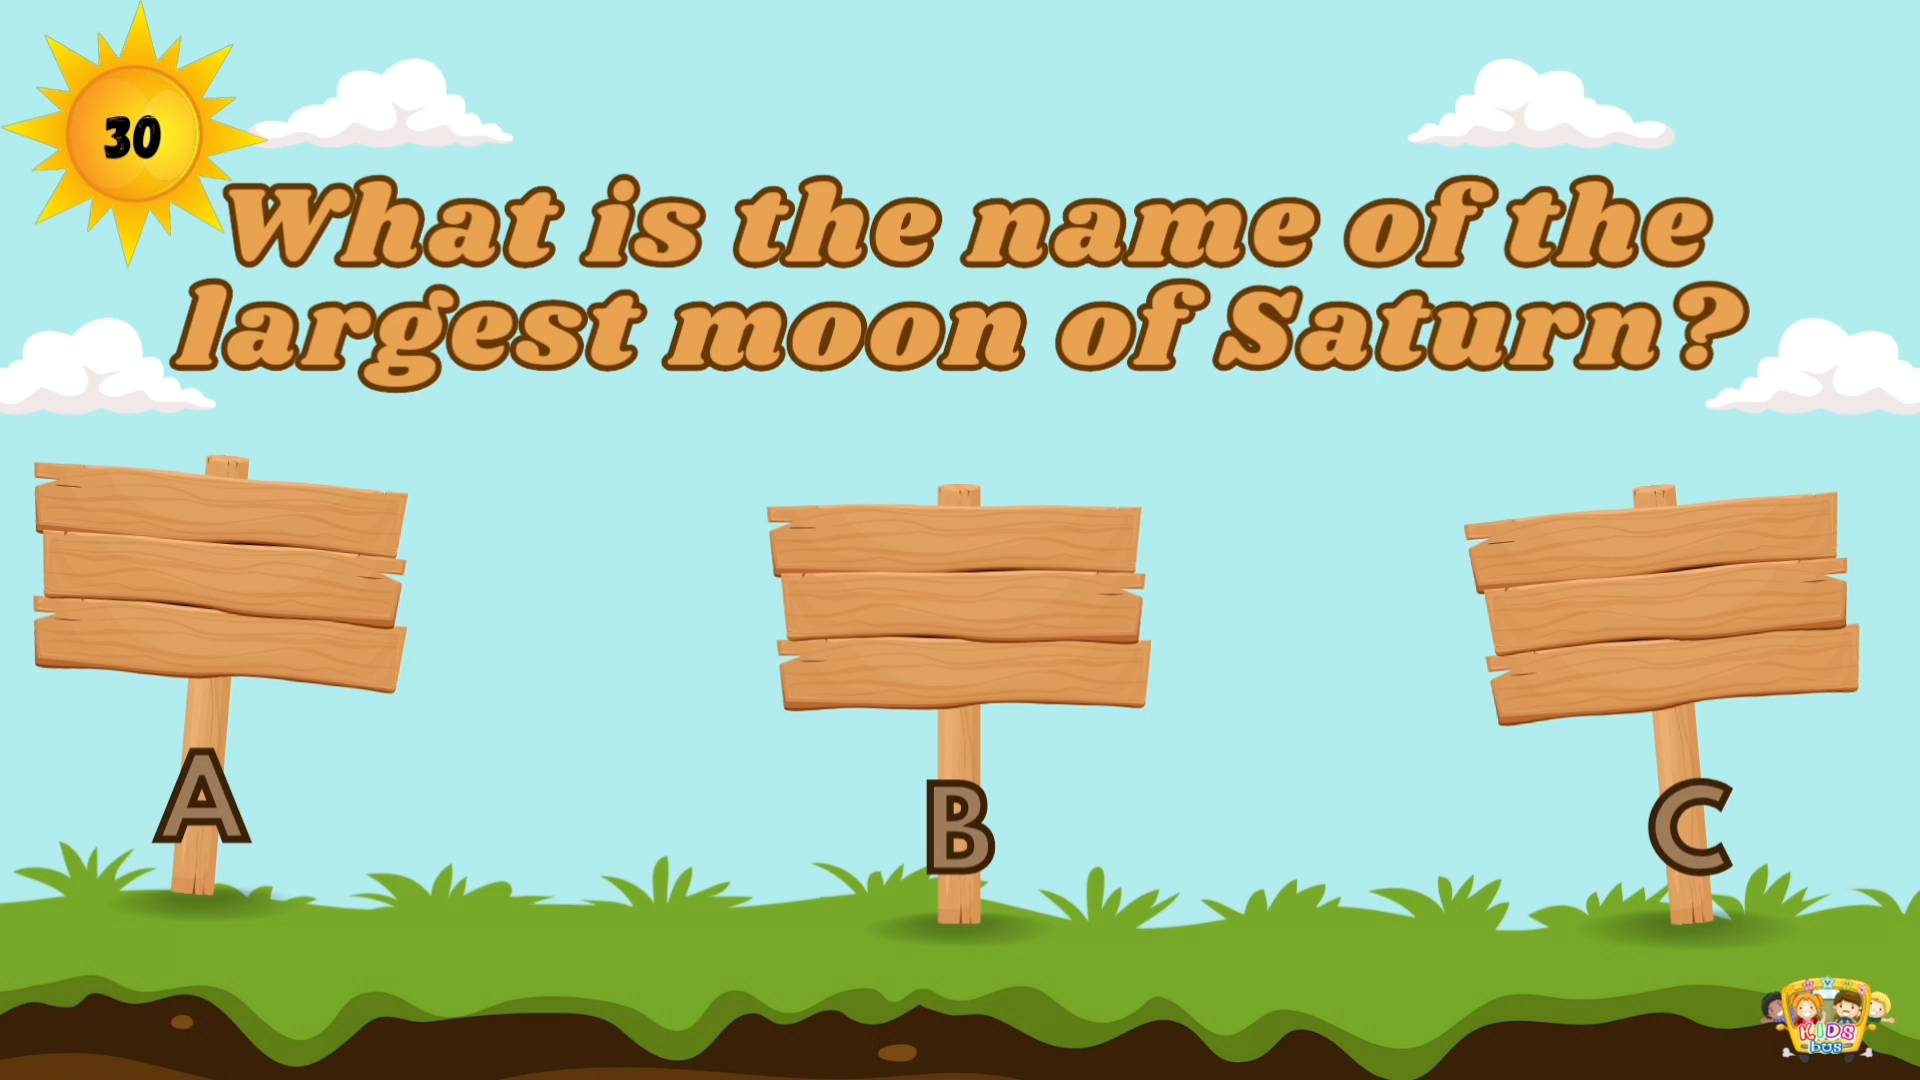 30
What is the name of the
largest moon of Saturn?
A
B
C
KIDS
bus